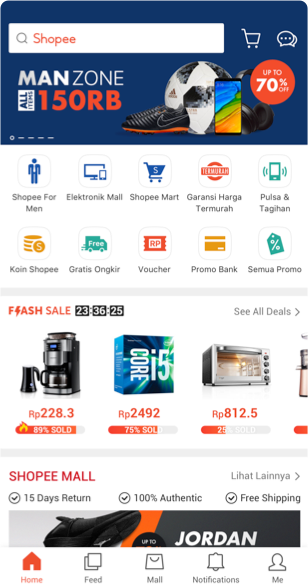 Shopee
MAN ZONE
ALL ITEMS 150RB
UP TO
70%
OFF
Shopee For Men
Elektronik Mall
Shopee Mart
TERMURAH
Garansi Harga Termurah
Pulsa & Tagihan
Koin Shopee
Free
Gratis Ongkir
RP
Voucher
Promo Bank
Semua Promo
FLASH SALE 23:36:25
See All Deals
CORE i5
Rp228.3
Rp2492
Rp812.5
89% SOLD
75% SOLD
25% SOLD
SHOPEE MALL
Lihat Lainnya
15 Days Return
100% Authentic
Free Shipping
UP TO
JORDAN
Home
Feed
Mall
Notifications
Me